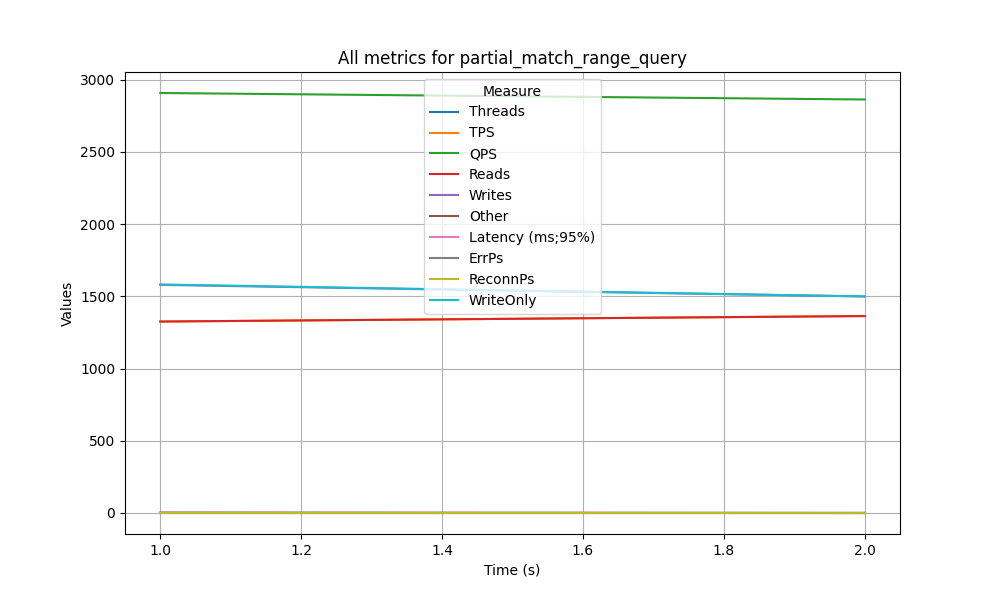 All metrics for partial_match_range_query
Values
3000
2500
2000
1500
1000
500
0
Measure
Threads
TPS
QPS
Reads
Writes
Other
Latency (ms;95%)
ErrPs
ReconnPs
WriteOnly
1.0 1.2 1.4 1.6 1.8 2.0
Time (s)